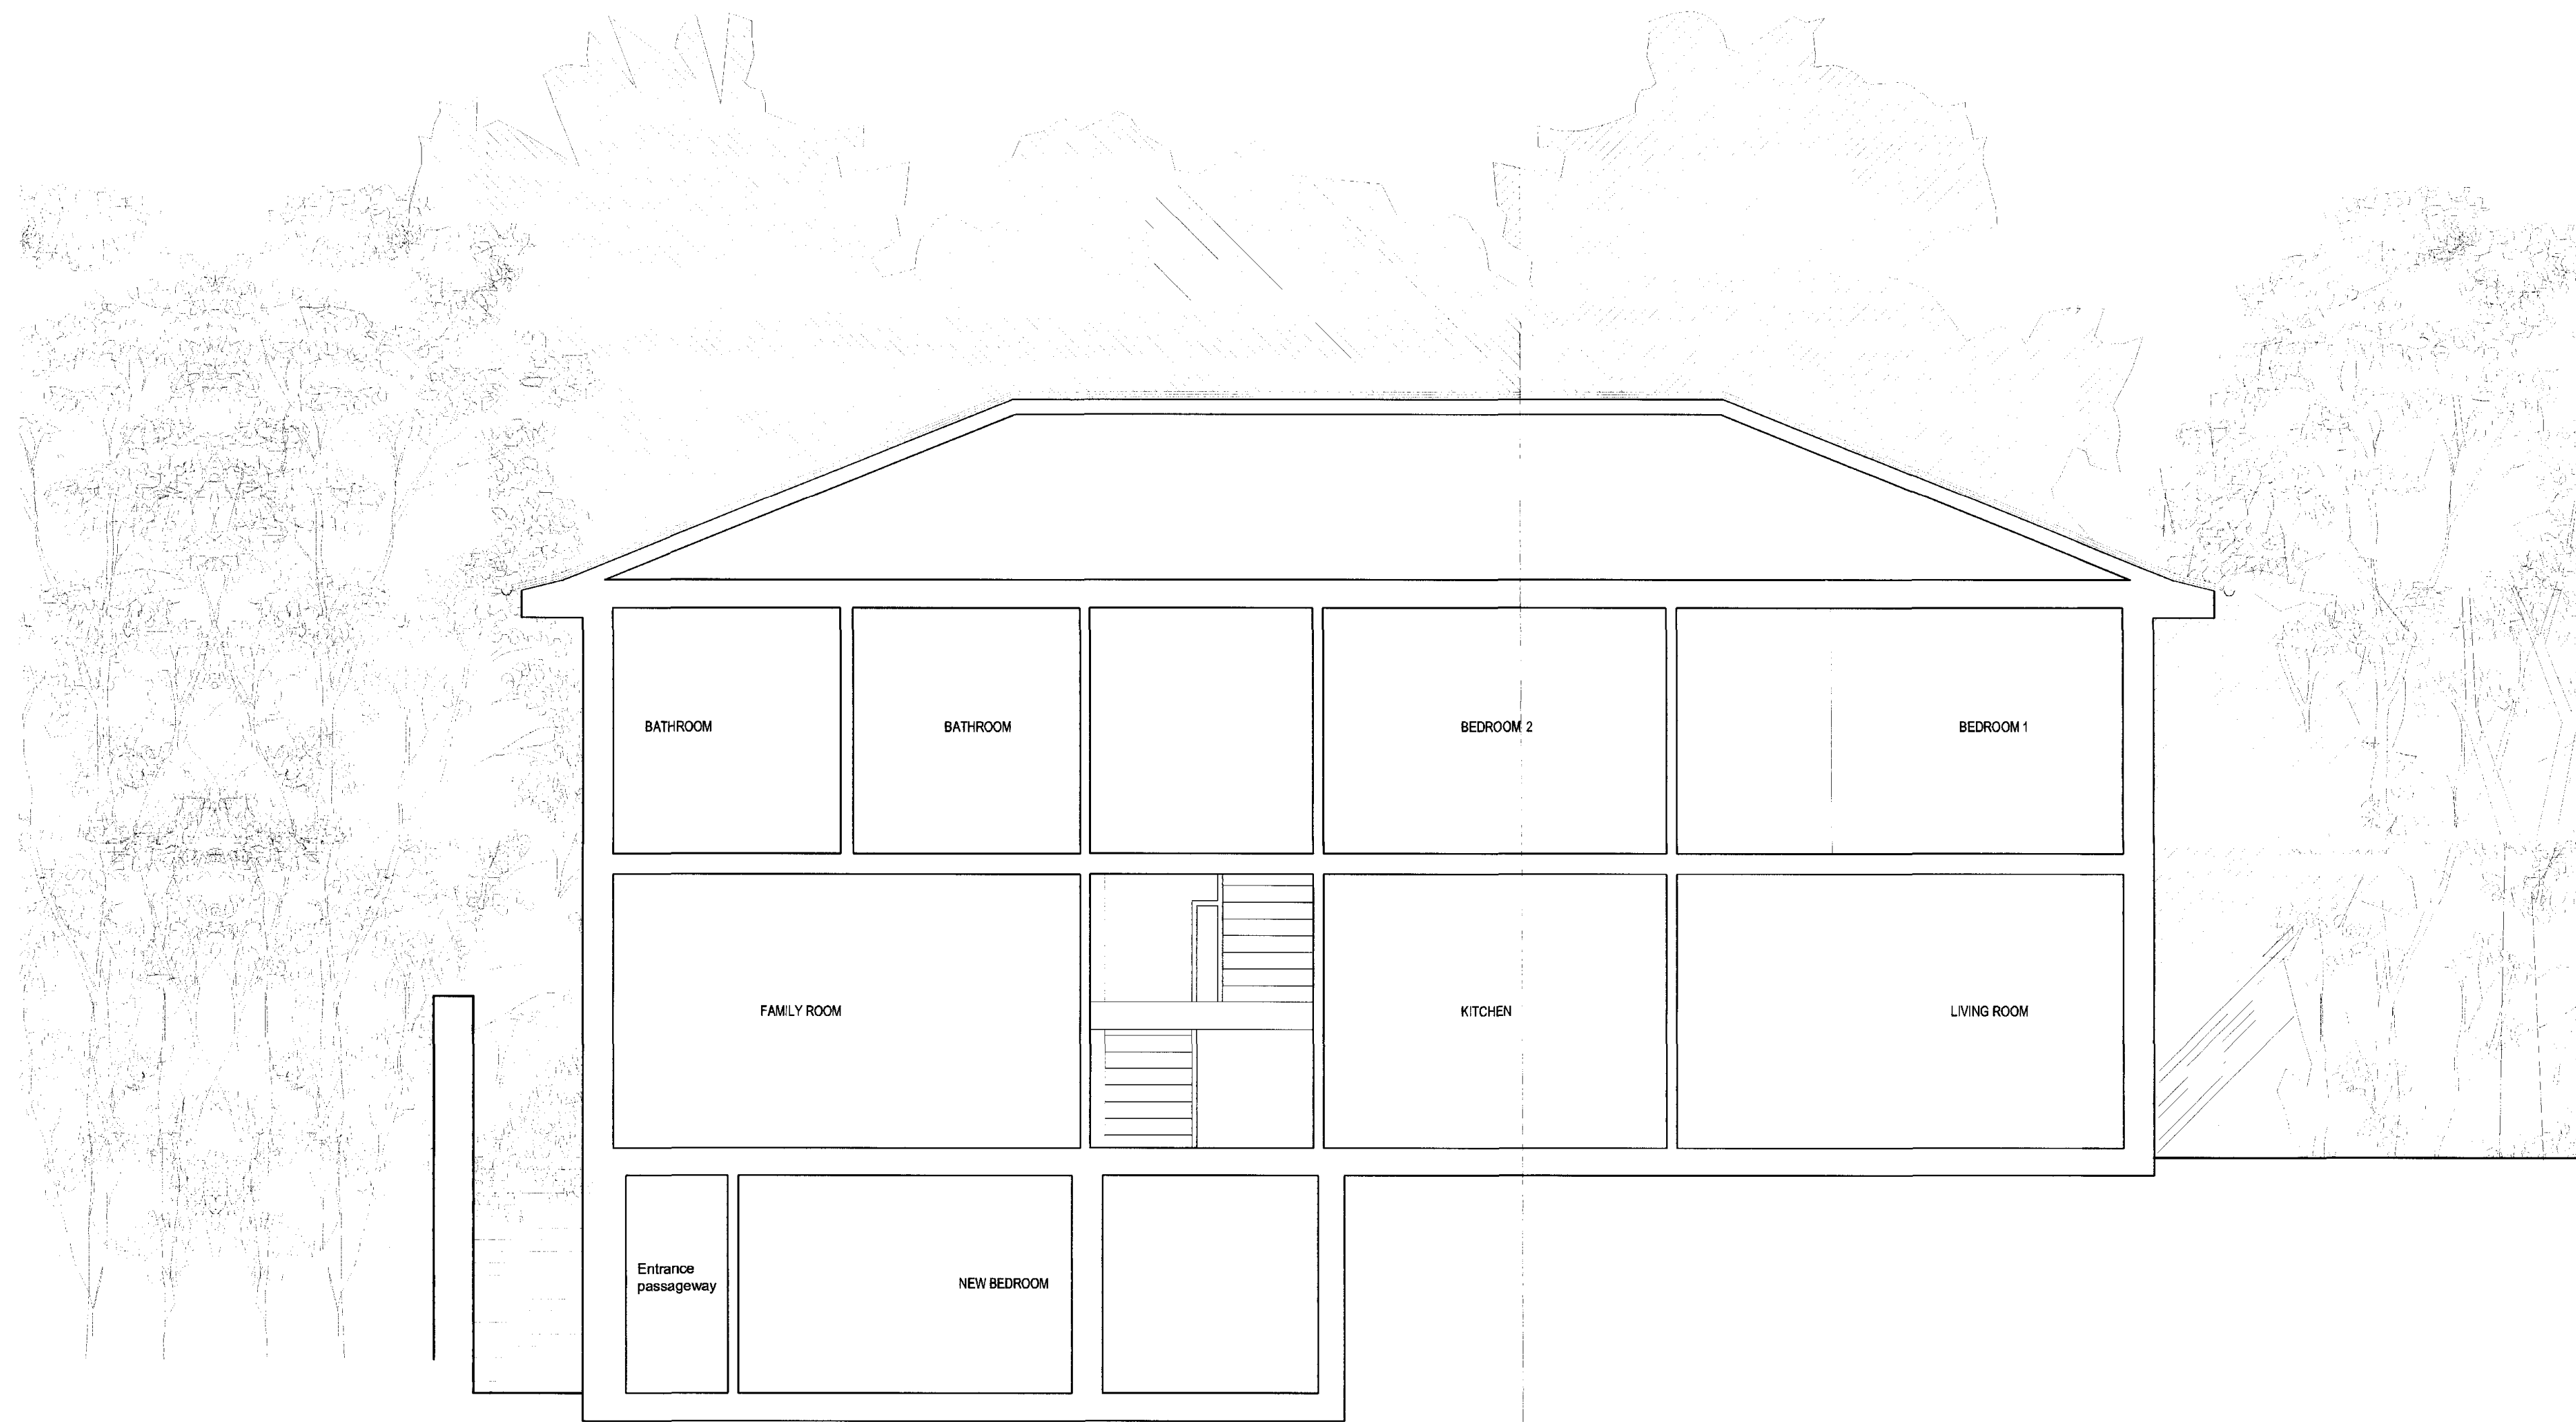 BATHROOM
BATHROOM
BEDROOM 2
BEDROOM 1
FAMILY ROOM
KITCHEN
LIVING ROOM
Entrance
passageway
NEW BEDROOM